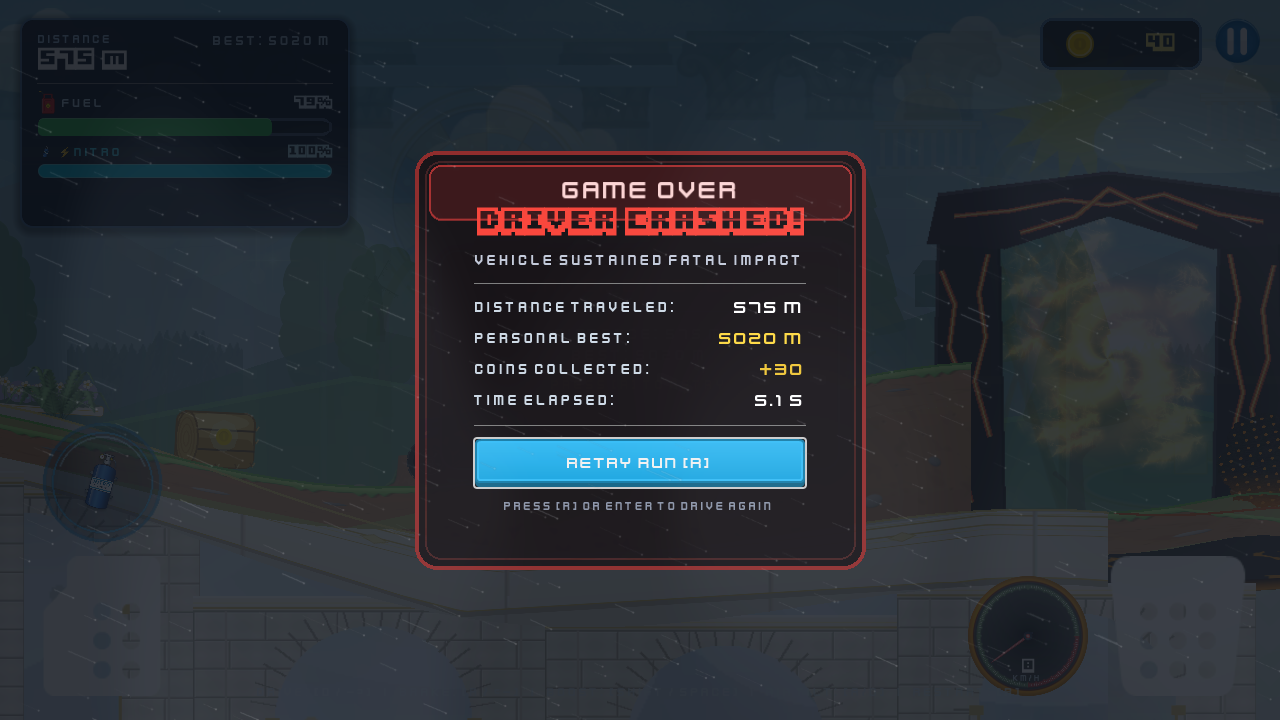 DISTANCE
BEST: 5020 M
575 m
40
FUEL
79%
⚡NITRO
100%
GAME OVER
DRIVER CRASHED!
VEHICLE SUSTAINED FATAL IMPACT
DISTANCE TRAVELED: 575 M
PERSONAL BEST: 5020 M
COINS COLLECTED: +30
TIME ELAPSED: 5.1 S
RETRY RUN [R]
PRESS [R] OR ENTER TO DRIVE AGAIN
KM/H